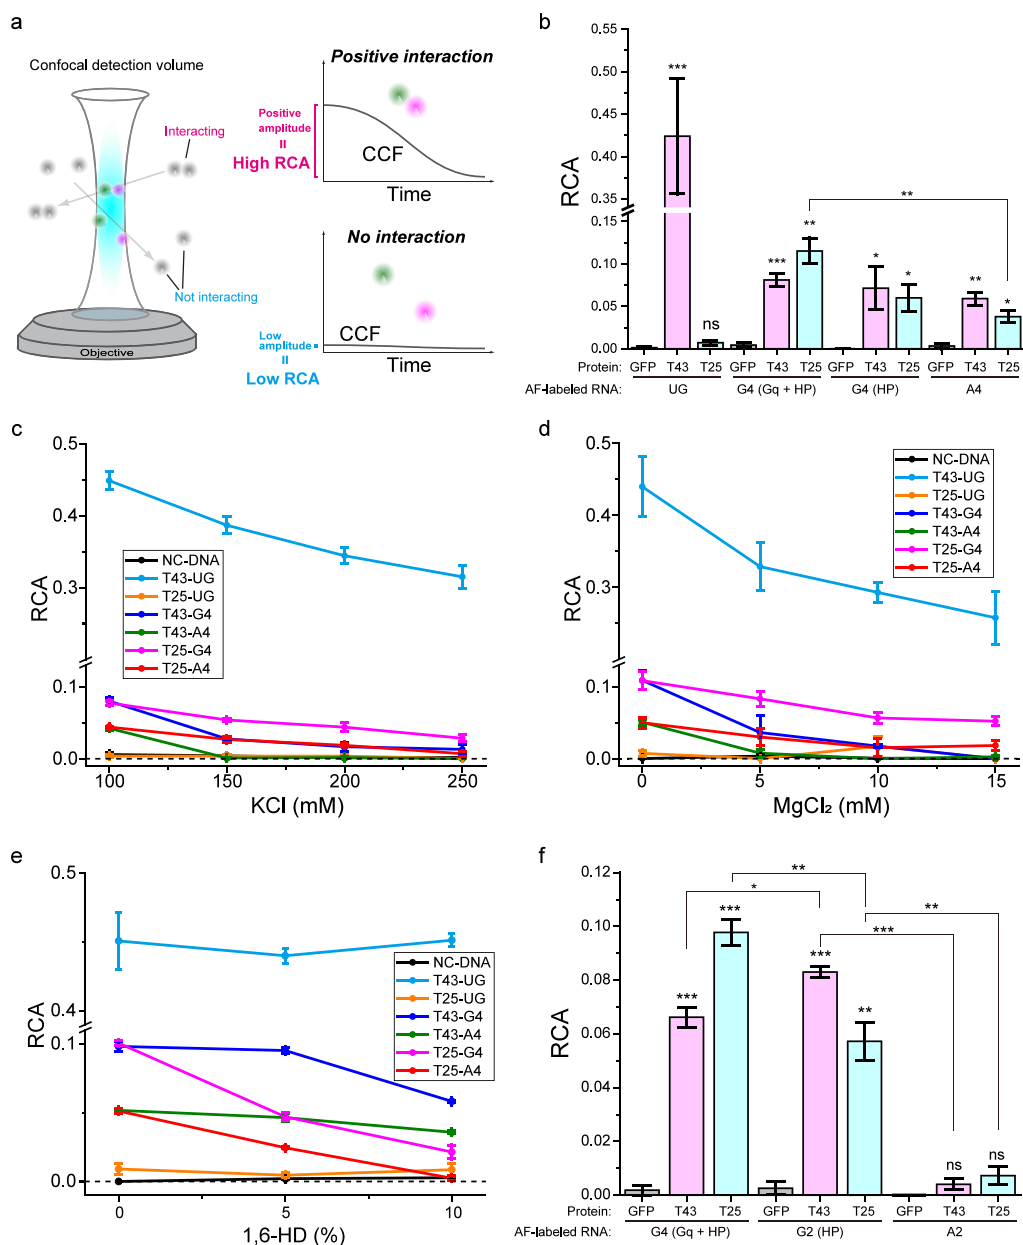 a
Confocal detection volume
Interacting
Not interacting
Objective
Positive interaction
Positive
amplitude
=
High RCA
CCF
Time
No interaction
Low
amplitude
=
Low RCA
CCF
Time
b
RCA
0.55
0.50
0.45
0.40
0.35
0.15
0.10
0.05
0.00
***
ns
***
**
*
*
**
*
**
Protein: GFP T43 T25 GFP T43 T25 GFP T43 T25 GFP T43 T25
AF-labeled RNA: UG G4 (Gq + HP) G4 (HP) A4
c
RCA
0.5
0.4
0.3
0.1
0.0
NC-DNA
T43-UG
T25-UG
T43-G4
T43-A4
T25-G4
T25-A4
100 150 200 250
KCl (mM)
d
RCA
0.5
0.4
0.3
0.1
0.0
NC-DNA
T43-UG
T25-UG
T43-G4
T43-A4
T25-G4
T25-A4
0 5 10 15
MgCl₂ (mM)
e
RCA
0.5
0.4
0.1
0.0
NC-DNA
T43-UG
T25-UG
T43-G4
T43-A4
T25-G4
T25-A4
0 5 10
1,6-HD (%)
f
RCA
0.12
0.10
0.08
0.06
0.04
0.02
0.00
**
*
**
***
***
***
***
**
ns
ns
Protein: GFP T43 T25 GFP T43 T25 GFP T43 T25
AF-labeled RNA: G4 (Gq + HP) G2 (HP) A2